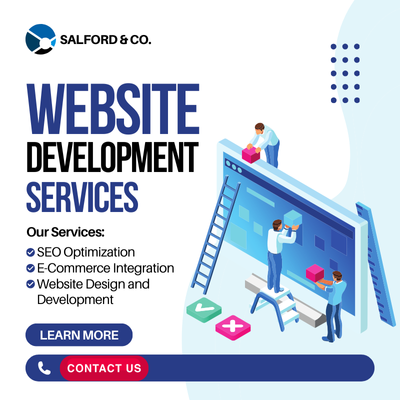 SALFORD & CO.
WEBSITE
DEVELOPMENT
SERVICES
Our Services:
SEO Optimization
E-Commerce Integration
Website Design and
Development
LEARN MORE
CONTACT US